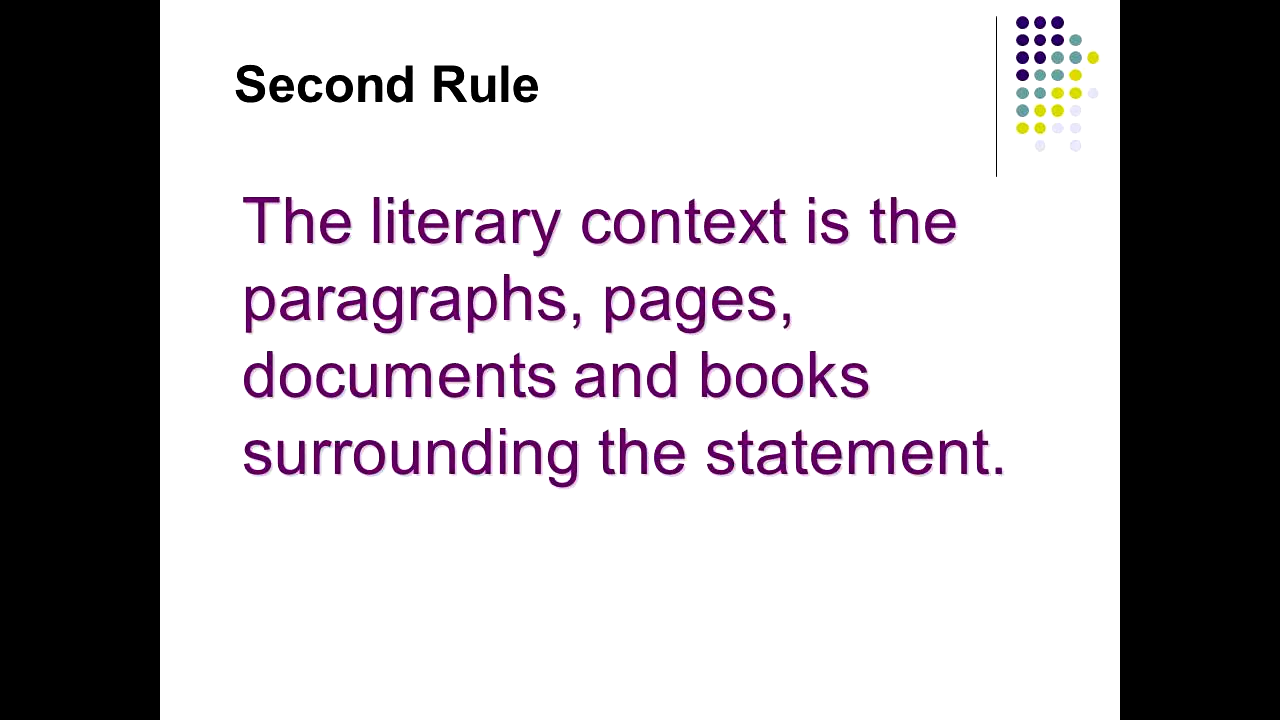 Second Rule
The literary context is the
paragraphs, pages,
documents and books
surrounding the statement.